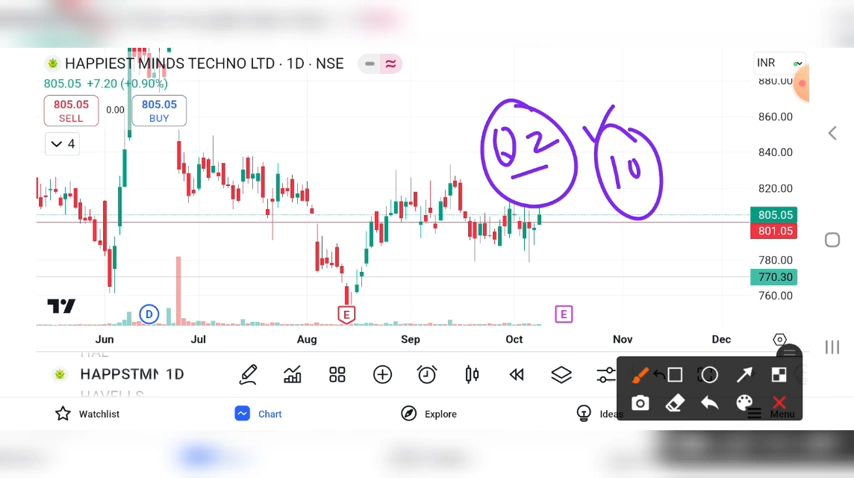 HAPPIEST MINDS TECHNO LTD · 1D · NSE
INR
805.05 +7.20 (+0.90%)
880.00
805.05
SELL
0.00
805.05
BUY
860.00
4
840.00
820.00
805.05
801.05
780.00
770.30
760.00
Q2
10
D
E
E
Jun
Jul
Aug
Sep
Oct
Nov
Dec
HAL
HAPPSTMN 1D
HAVELLS
Watchlist
Chart
Explore
Ideas
Menu